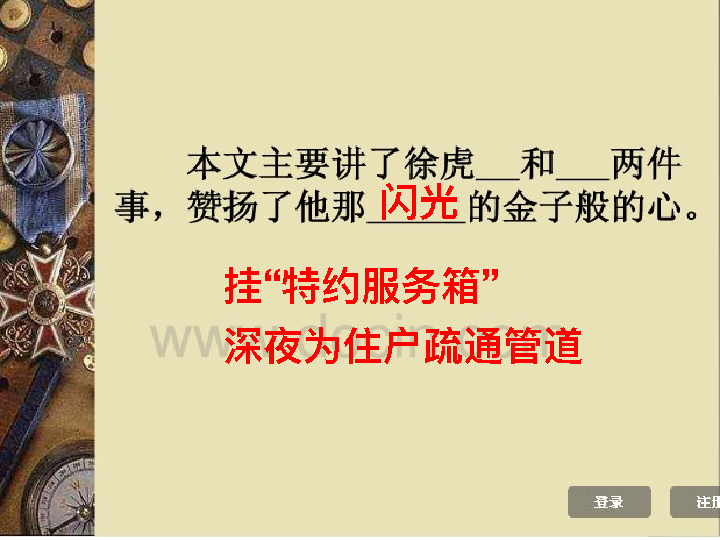 本文主要讲了徐虎___和___两件
事，赞扬了他那闪光的金子般的心。
挂“特约服务箱”
www.docin.com
深夜为住户疏通管道
登录
注册